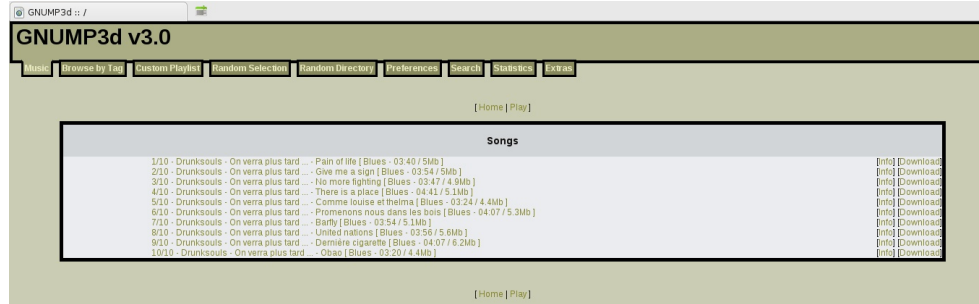 GNUMP3d :: /
GNUMP3d v3.0
Music Browse by Tag Custom Playlist Random Selection Random Directory Preferences Search Statistics Extras
[ Home | Play ]
Songs
1/10 - Drunksouls - On verra plus tard ... - Pain of life [ Blues - 03:40 / 5Mb ] [Info] [Download]
2/10 - Drunksouls - On verra plus tard ... - Give me a sign [ Blues - 03:54 / 5Mb ] [Info] [Download]
3/10 - Drunksouls - On verra plus tard ... - No more fighting [ Blues - 03:47 / 4.9Mb ] [Info] [Download]
4/10 - Drunksouls - On verra plus tard ... - There is a place [ Blues - 04:41 / 5.1Mb ] [Info] [Download]
5/10 - Drunksouls - On verra plus tard ... - Comme louise et thelma [ Blues - 03:24 / 4.4Mb ] [Info] [Download]
6/10 - Drunksouls - On verra plus tard ... - Promenons nous dans les bois [ Blues - 04:07 / 5.3Mb ] [Info] [Download]
7/10 - Drunksouls - On verra plus tard ... - Barfly [ Blues - 03:54 / 5.1Mb ] [Info] [Download]
8/10 - Drunksouls - On verra plus tard ... - United nations [ Blues - 03:56 / 5.6Mb ] [Info] [Download]
9/10 - Drunksouls - On verra plus tard ... - Dernière cigarette [ Blues - 04:07 / 6.2Mb ] [Info] [Download]
10/10 - Drunksouls - On verra plus tard ... - Obao [ Blues - 03:20 / 4.4Mb ] [Info] [Download]
[ Home | Play ]